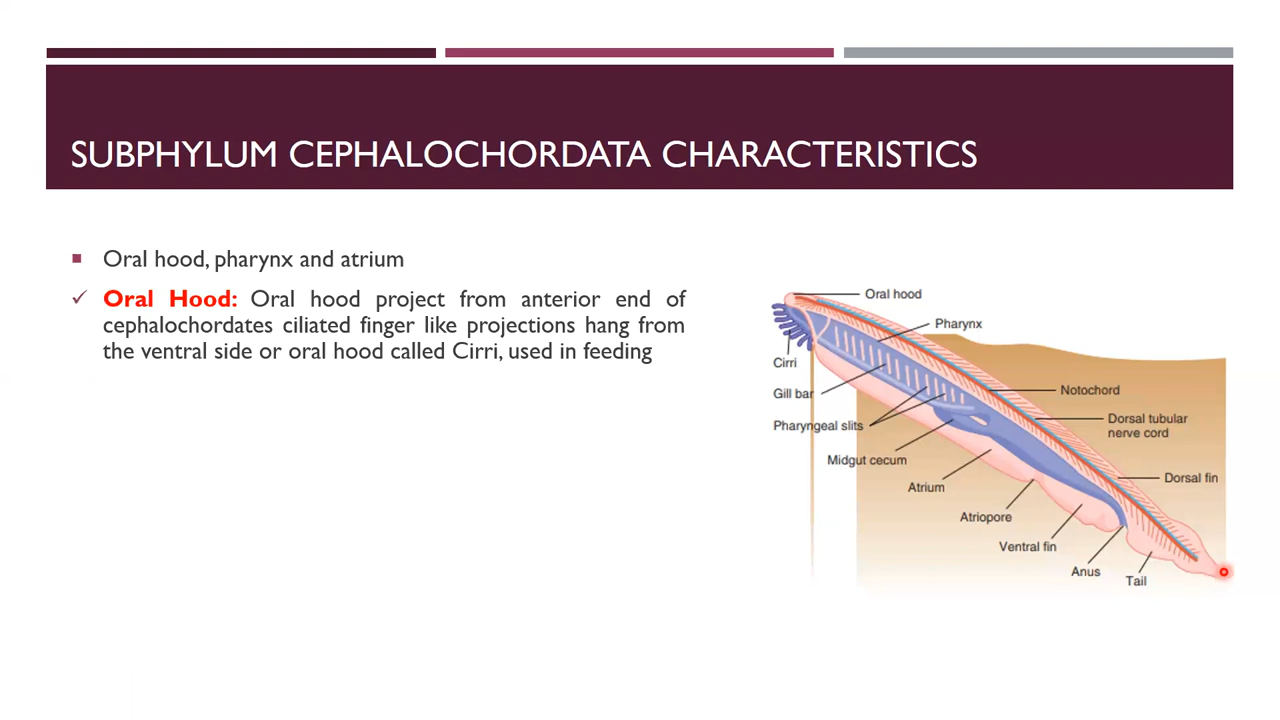 SUBPHYLUM CEPHALOCHORDATA CHARACTERISTICS
Oral hood, pharynx and atrium
Oral Hood: Oral hood project from anterior end of
cephalochordates ciliated finger like projections hang from
the ventral side or oral hood called Cirri, used in feeding
Oral hood
Pharynx
Cirri
Gill bar
Notochord
Dorsal tubular
nerve cord
Pharyngeal slits
Midgut cecum
Dorsal fin
Atrium
Atriopore
Ventral fin
Anus
Tail